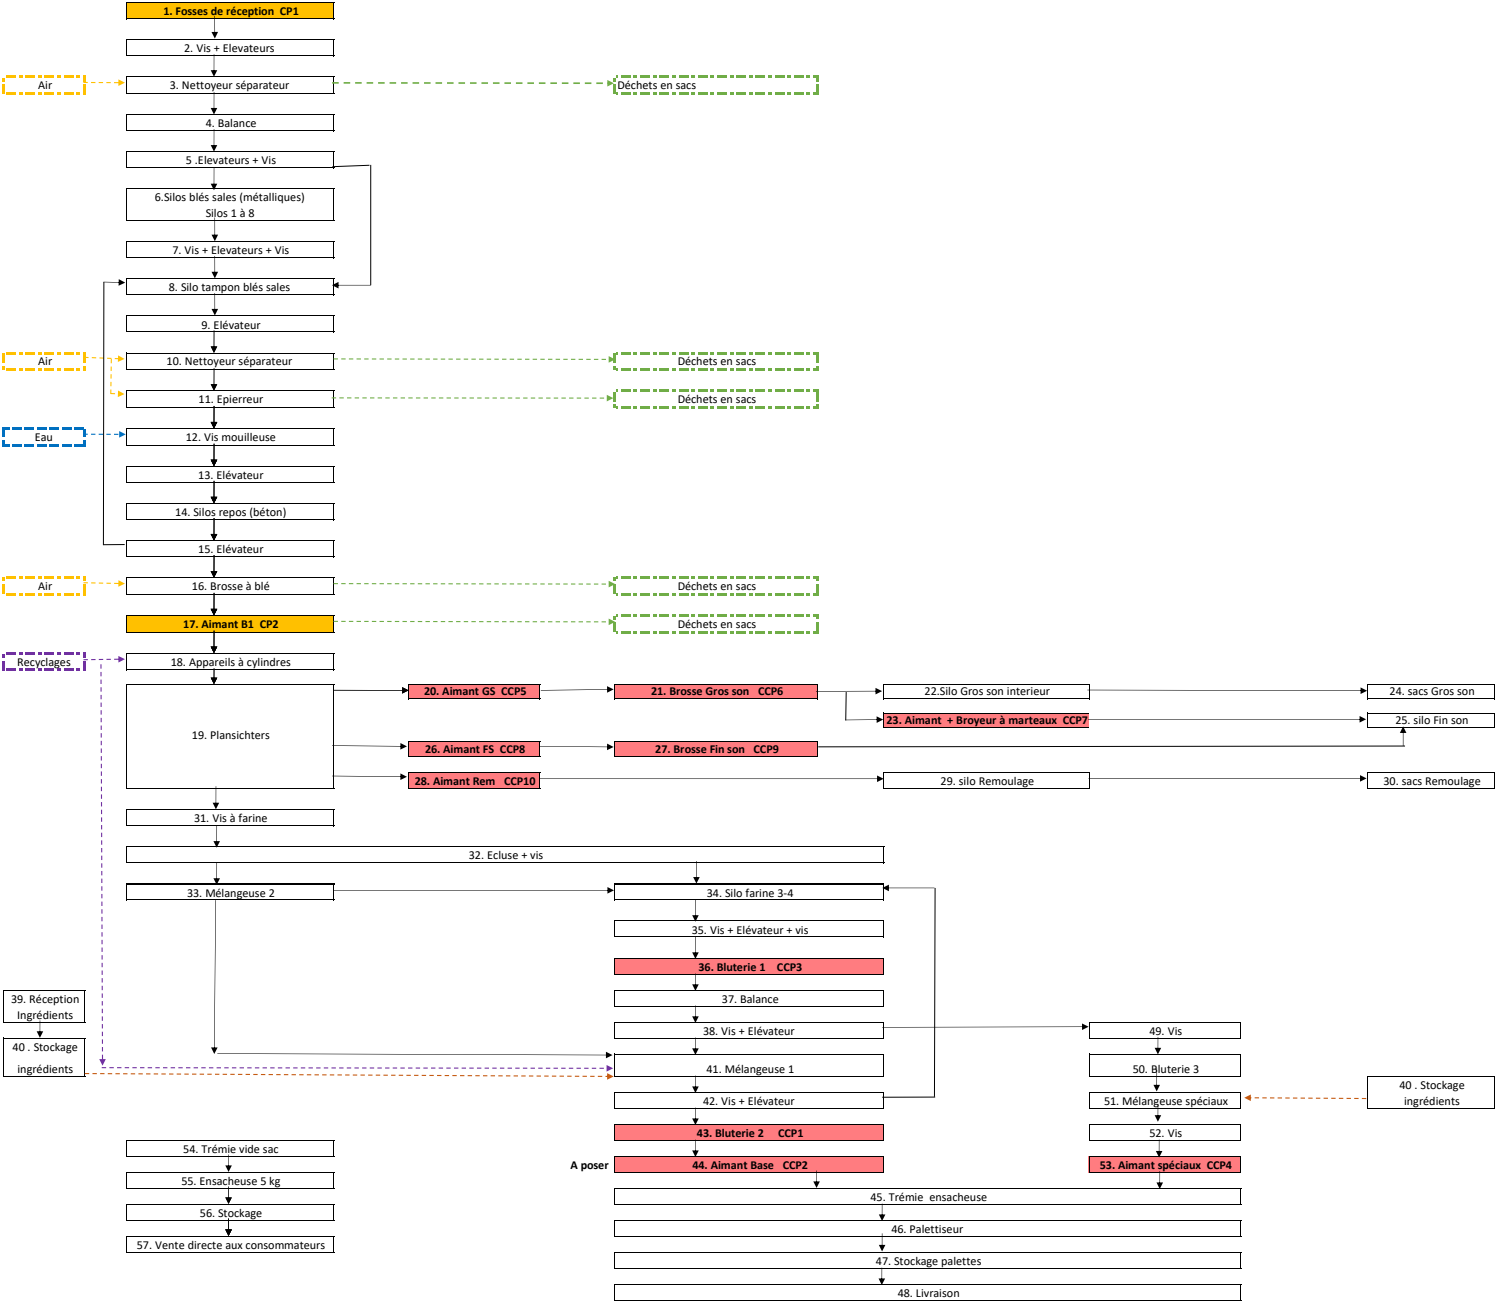 1. Fosses de réception CP1
2. Vis + Elevateurs
Air
3. Nettoyeur séparateur
Déchets en sacs
4. Balance
5 .Elevateurs + Vis
6.Silos blés sales (métalliques)
Silos 1 à 8
7. Vis + Elevateurs + Vis
8. Silo tampon blés sales
9. Elévateur
Air
10. Nettoyeur séparateur
Déchets en sacs
11. Epierreur
Déchets en sacs
Eau
12. Vis mouilleuse
13. Elévateur
14. Silos repos (béton)
15. Elévateur
Air
16. Brosse à blé
Déchets en sacs
17. Aimant B1 CP2
Déchets en sacs
Recyclages
18. Appareils à cylindres
19. Plansichters
20. Aimant GS CCP5
21. Brosse Gros son CCP6
22.Silo Gros son interieur
24. sacs Gros son
23. Aimant + Broyeur à marteaux CCP7
25. silo Fin son
26. Aimant FS CCP8
27. Brosse Fin son CCP9
28. Aimant Rem CCP10
29. silo Remoulage
30. sacs Remoulage
31. Vis à farine
32. Ecluse + vis
33. Mélangeuse 2
34. Silo farine 3-4
35. Vis + Elévateur + vis
36. Bluterie 1 CCP3
37. Balance
39. Réception
Ingrédients
38. Vis + Elévateur
49. Vis
40 . Stockage
ingrédients
41. Mélangeuse 1
50. Bluterie 3
42. Vis + Elévateur
51. Mélangeuse spéciaux
40 . Stockage
ingrédients
43. Bluterie 2 CCP1
52. Vis
54. Trémie vide sac
A poser
44. Aimant Base CCP2
53. Aimant spéciaux CCP4
55. Ensacheuse 5 kg
45. Trémie ensacheuse
56. Stockage
46. Palettiseur
57. Vente directe aux consommateurs
47. Stockage palettes
48. Livraison